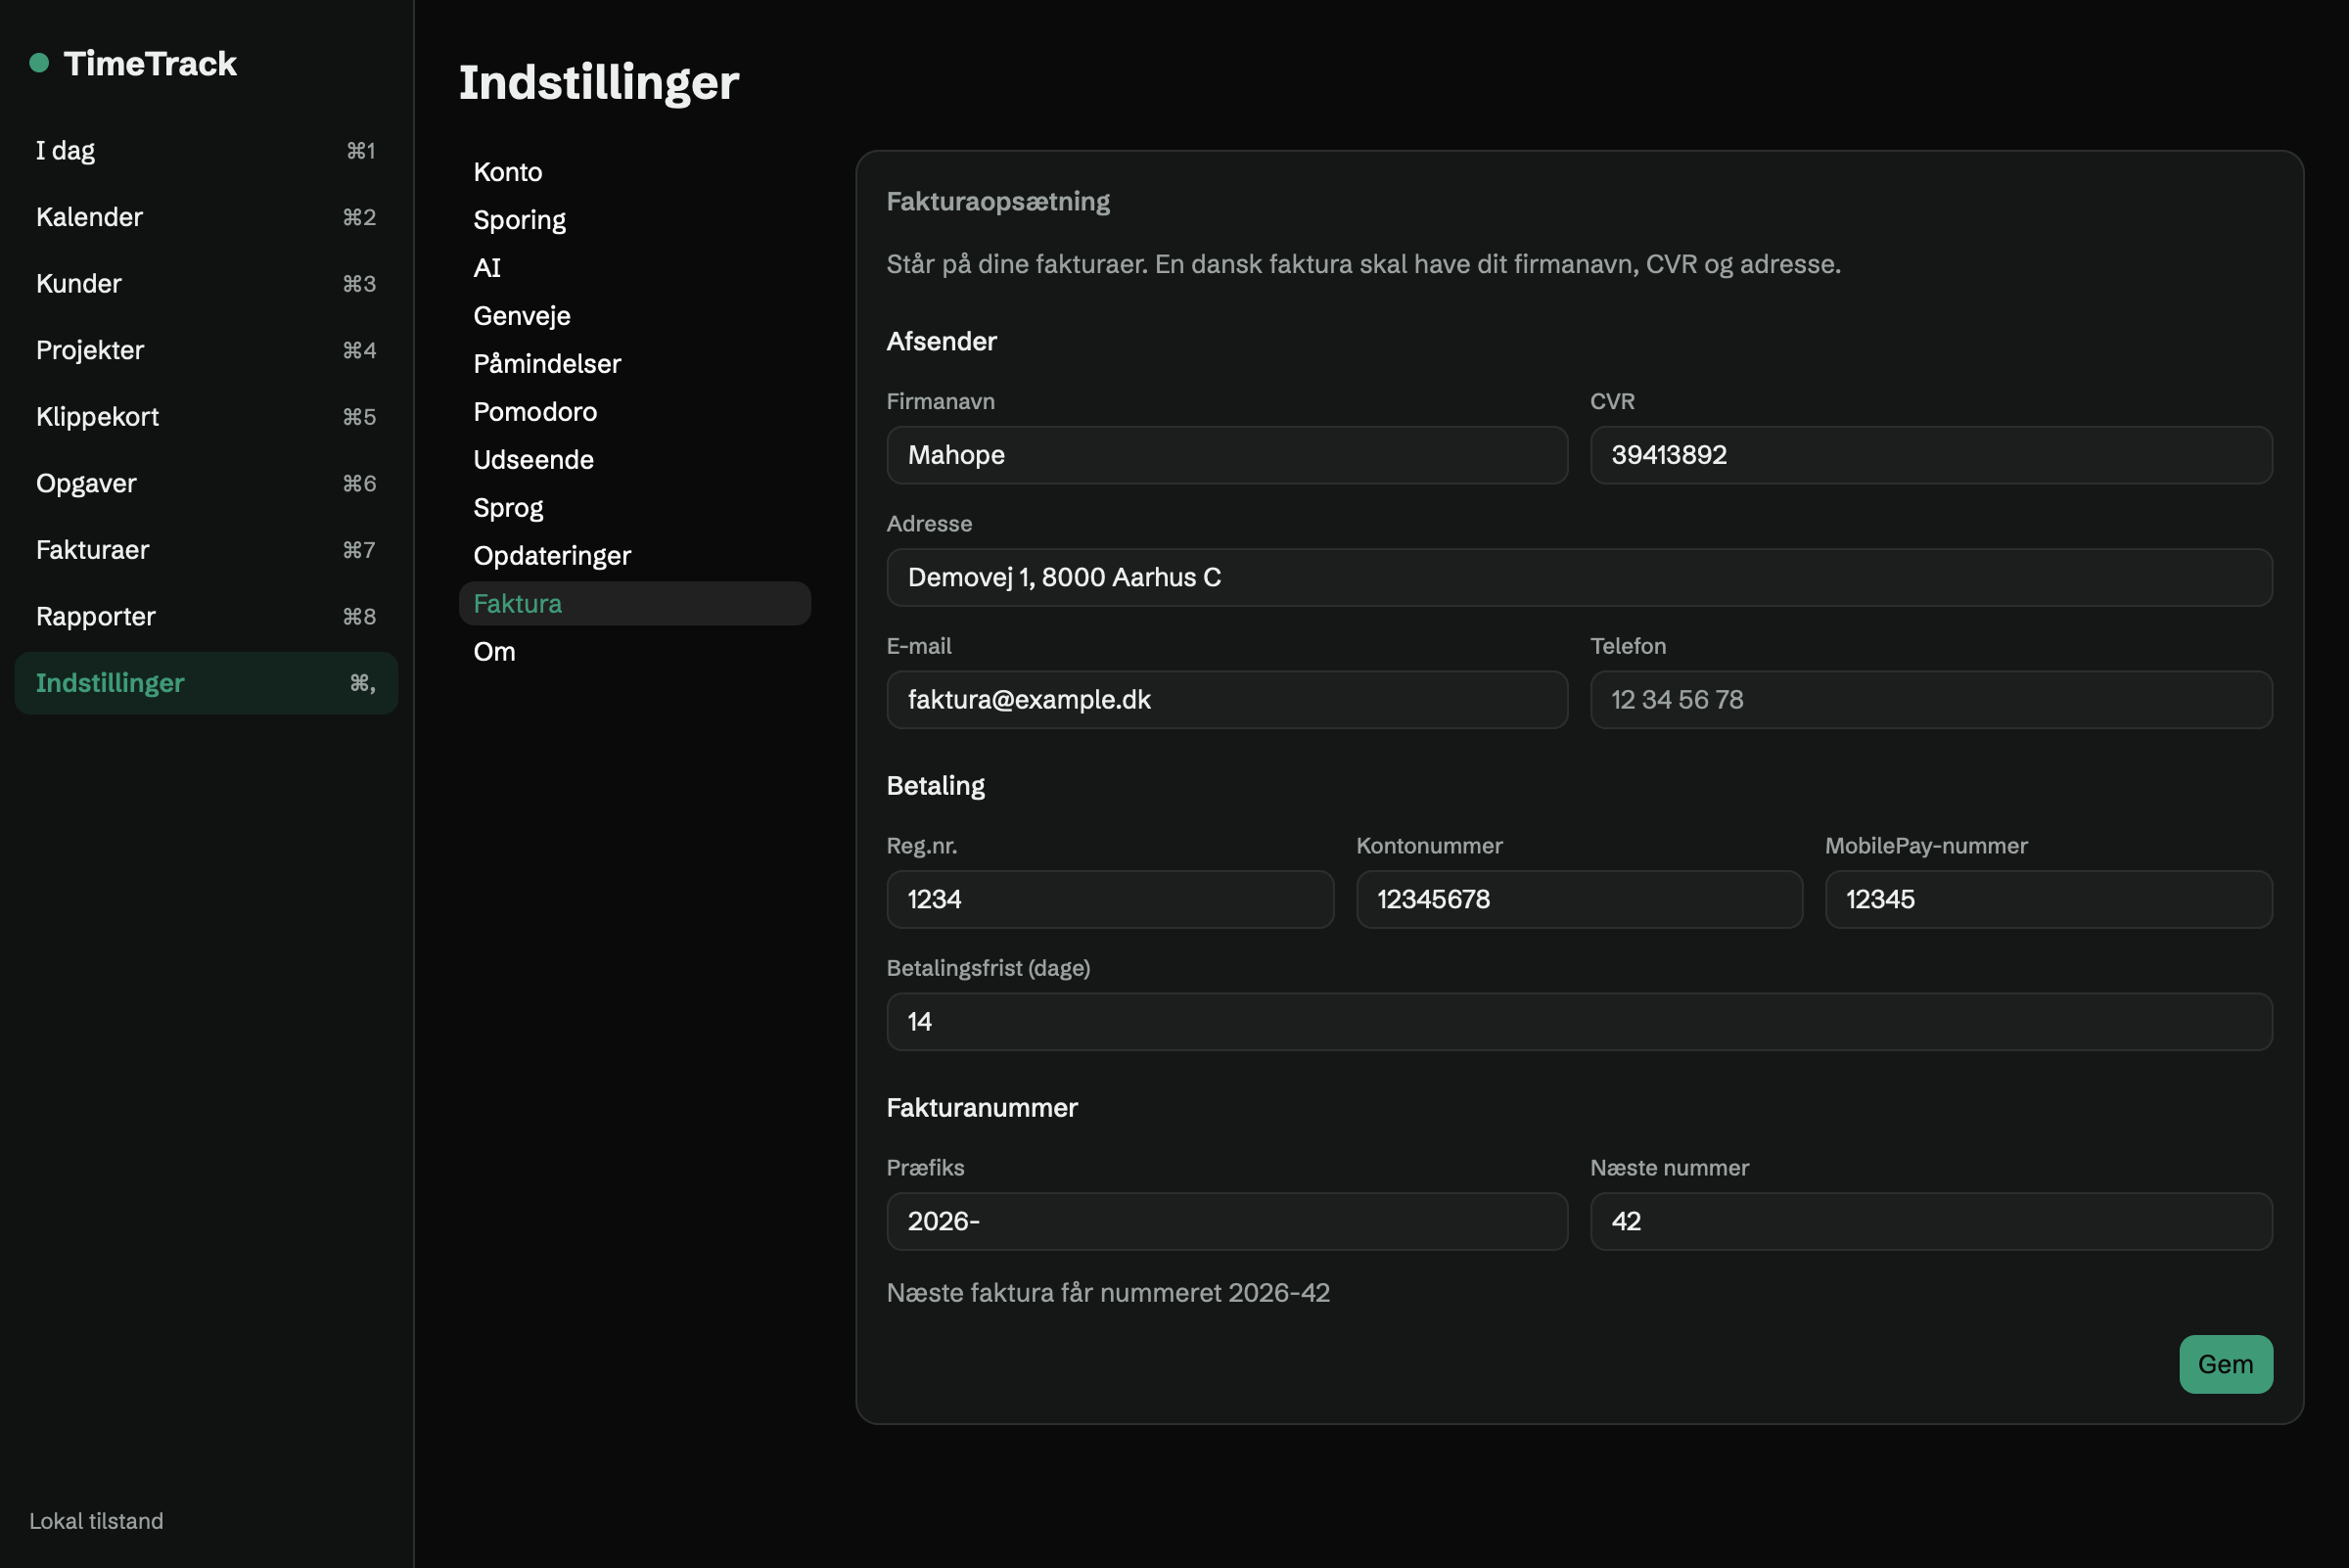 TimeTrack
I dag ⌘1
Kalender ⌘2
Kunder ⌘3
Projekter ⌘4
Klippekort ⌘5
Opgaver ⌘6
Fakturaer ⌘7
Rapporter ⌘8
Indstillinger ⌘,
Lokal tilstand
Indstillinger
Konto
Sporing
AI
Genveje
Påmindelser
Pomodoro
Udseende
Sprog
Opdateringer
Faktura
Om
Fakturaopsætning
Står på dine fakturaer. En dansk faktura skal have dit firmanavn, CVR og adresse.
Afsender
Firmanavn CVR
Mahope 39413892
Adresse
Demovej 1, 8000 Aarhus C
E-mail Telefon
faktura@example.dk 12 34 56 78
Betaling
Reg.nr. Kontonummer MobilePay-nummer
1234 12345678 12345
Betalingsfrist (dage)
14
Fakturanummer
Præfiks Næste nummer
2026- 42
Næste faktura får nummeret 2026-42
Gem